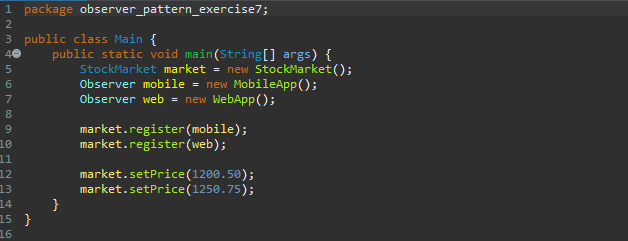 1 package observer_pattern_exercise7;
2
3 public class Main {
4     public static void main(String[] args) {
5         StockMarket market = new StockMarket();
6         Observer mobile = new MobileApp();
7         Observer web = new WebApp();
8
9         market.register(mobile);
10         market.register(web);
11
12         market.setPrice(1200.50);
13         market.setPrice(1250.75);
14     }
15 }
16